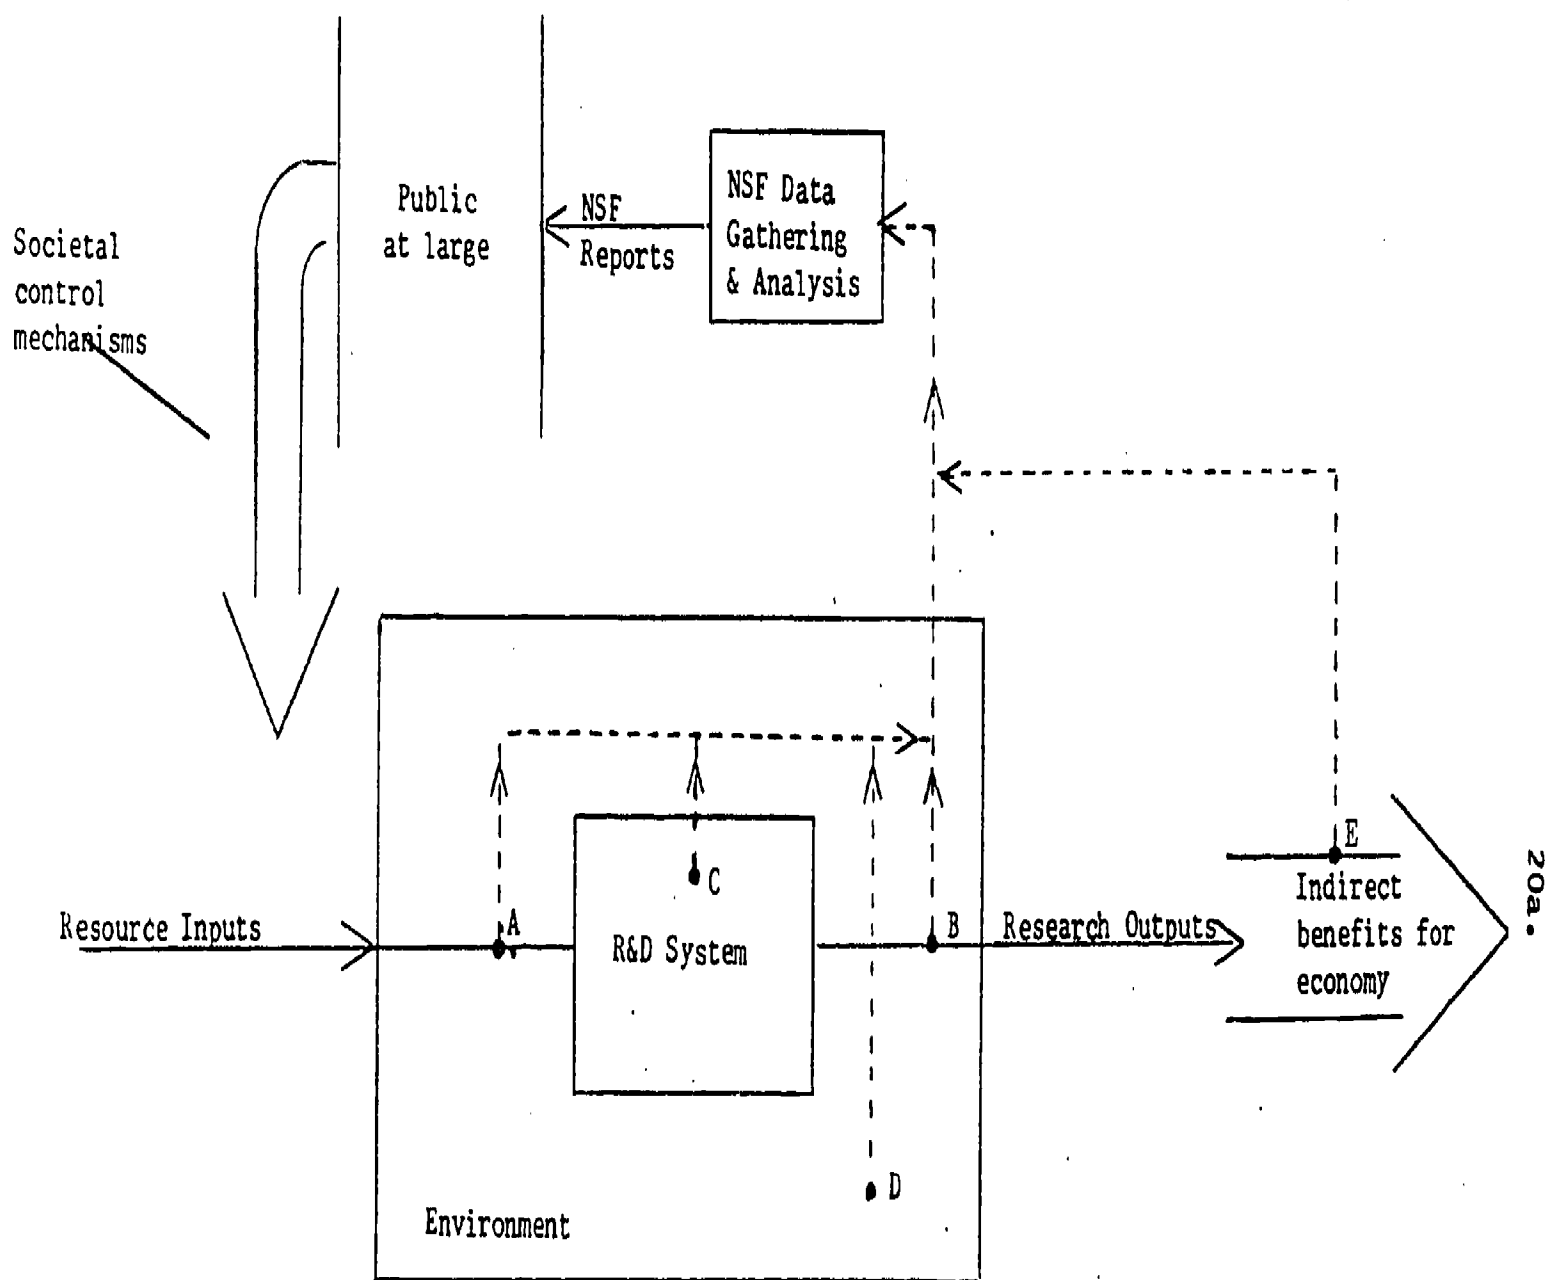 Public
at large
NSF
Reports
NSF Data
Gathering
& Analysis
Societal
control
mechanisms
E
Indirect
benefits for
economy
20a.
Resource Inputs
A
C
R&D System
B
Research Outputs
D
Environment